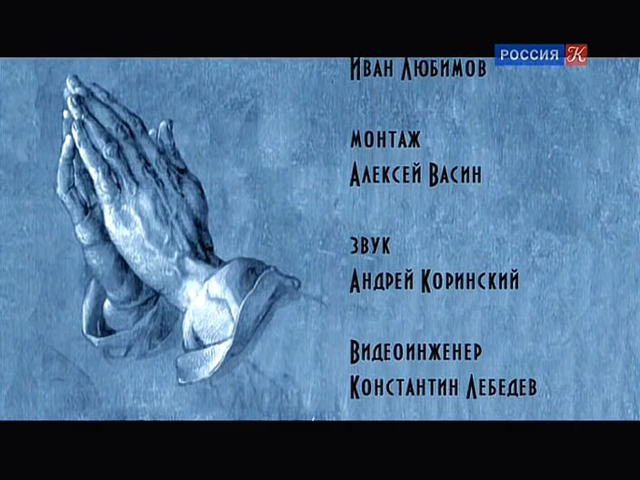 РОССИЯ К
Иван Любимов
монтаж
Алексей Васин
звук
Андрей Коринский
Видеоинженер
Константин Лебедев